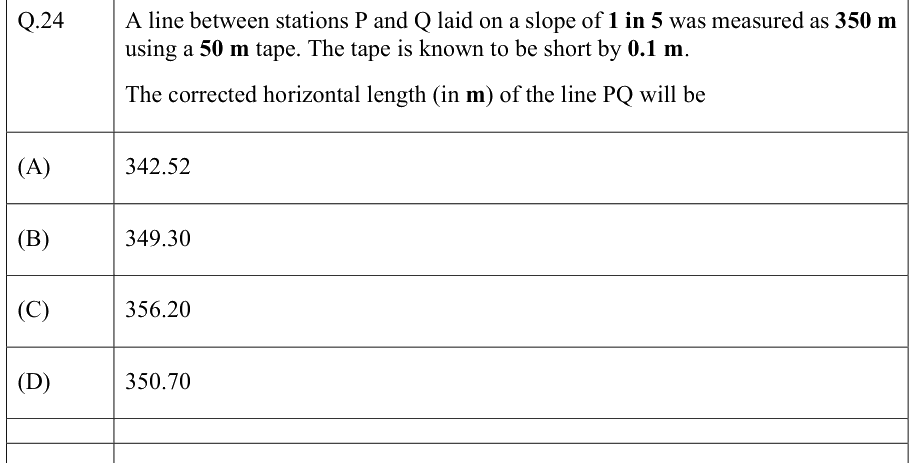 Q.24 A line between stations P and Q laid on a slope of 1 in 5 was measured as 350 m
using a 50 m tape. The tape is known to be short by 0.1 m.
The corrected horizontal length (in m) of the line PQ will be
(A) 342.52
(B) 349.30
(C) 356.20
(D) 350.70